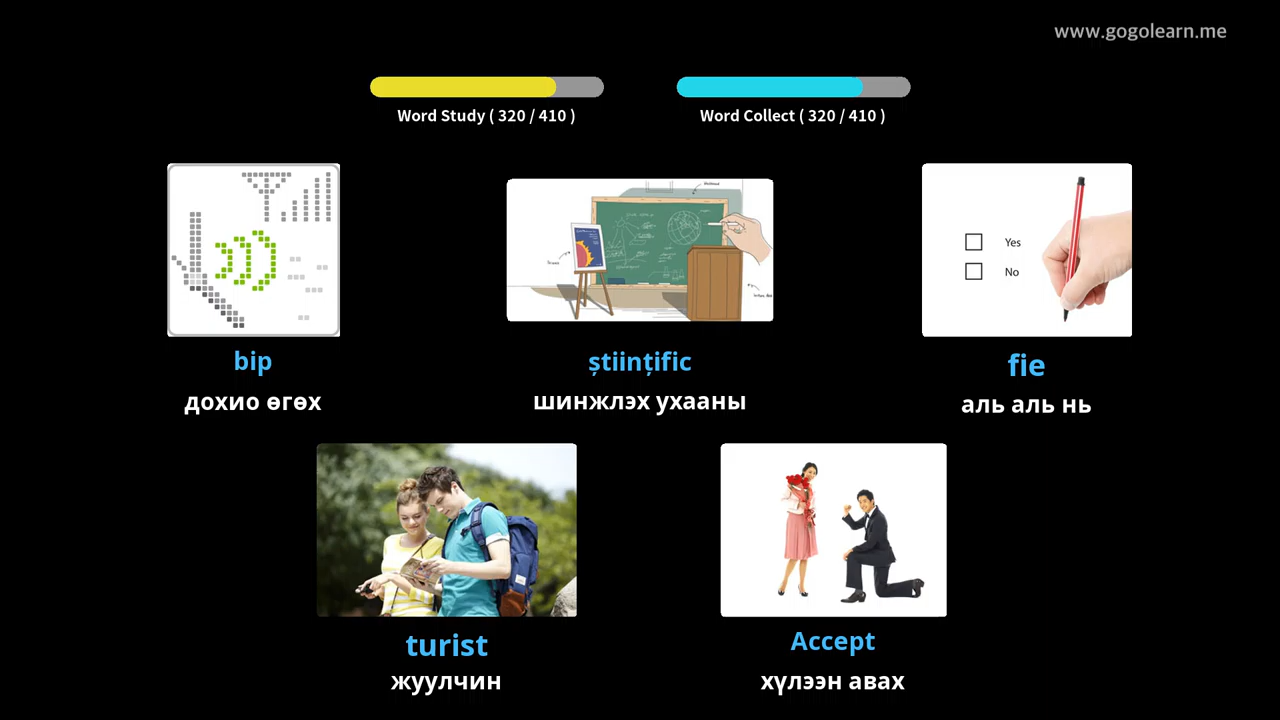 www.gogolearn.me
Word Study ( 320 / 410 )
Word Collect ( 320 / 410 )
Yes
No
bip
științific
fie
дохио өгөх
шинжлэх ухааны
аль аль нь
turist
Accept
жуулчин
хүлээн авах